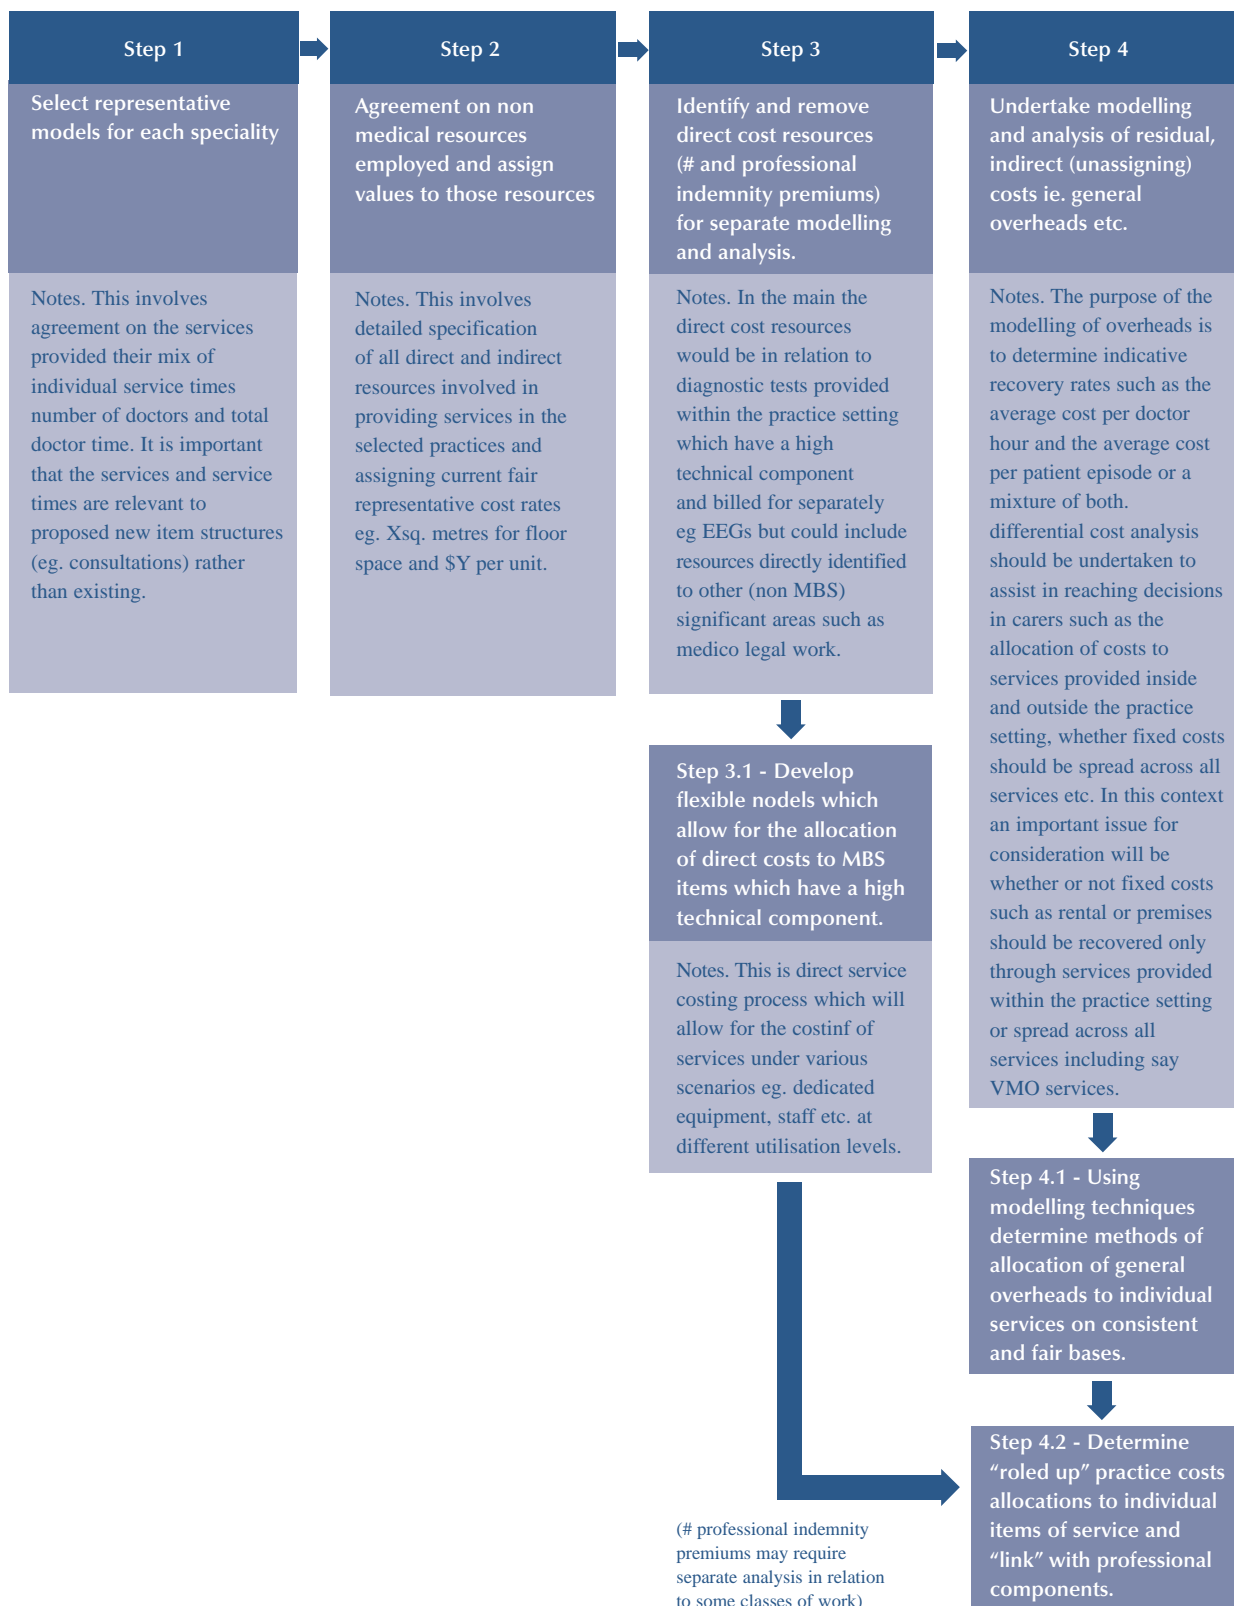 Step 1
Select representative
models for each speciality
Notes. This involves
agreement on the services
provided their mix of
individual service times
number of doctors and total
doctor time. It is important
that the services and service
times are relevant to
proposed new item structures
(eg. consultations) rather
than existing.
Step 2
Agreement on non
medical resources
employed and assign
values to those resources
Notes. This involves
detailed specification
of all direct and indirect
resources involved in
providing services in the
selected practices and
assigning current fair
representative cost rates
eg. Xsq. metres for floor
space and $Y per unit.
Step 3
Identify and remove
direct cost resources
(# and professional
indemnity premiums)
for separate modelling
and analysis.
Notes. In the main the
direct cost resources
would be in relation to
diagnostic tests provided
within the practice setting
which have a high
technical component
and billed for separately
eg EEGs but could include
resources directly identified
to other (non MBS)
significant areas such as
medico legal work.
Step 3.1 - Develop
flexible nodels which
allow for the allocation
of direct costs to MBS
items which have a high
technical component.
Notes. This is direct service
costing process which will
allow for the costinf of
services under various
scenarios eg. dedicated
equipment, staff etc. at
different utilisation levels.
(# professional indemnity
premiums may require
separate analysis in relation
to some classes of work)
Step 4
Undertake modelling
and analysis of residual,
indirect (unassigning)
costs ie. general
overheads etc.
Notes. The purpose of the
modelling of overheads is
to determine indicative
recovery rates such as the
average cost per doctor
hour and the average cost
per patient episode or a
mixture of both.
differential cost analysis
should be undertaken to
assist in reaching decisions
in carers such as the
allocation of costs to
services provided inside
and outside the practice
setting, whether fixed costs
should be spread across all
services etc. In this context
an important issue for
consideration will be
whether or not fixed costs
such as rental or premises
should be recovered only
through services provided
within the practice setting
or spread across all
services including say
VMO services.
Step 4.1 - Using
modelling techniques
determine methods of
allocation of general
overheads to individual
services on consistent
and fair bases.
Step 4.2 - Determine
“roled up” practice costs
allocations to individual
items of service and
“link” with professional
components.